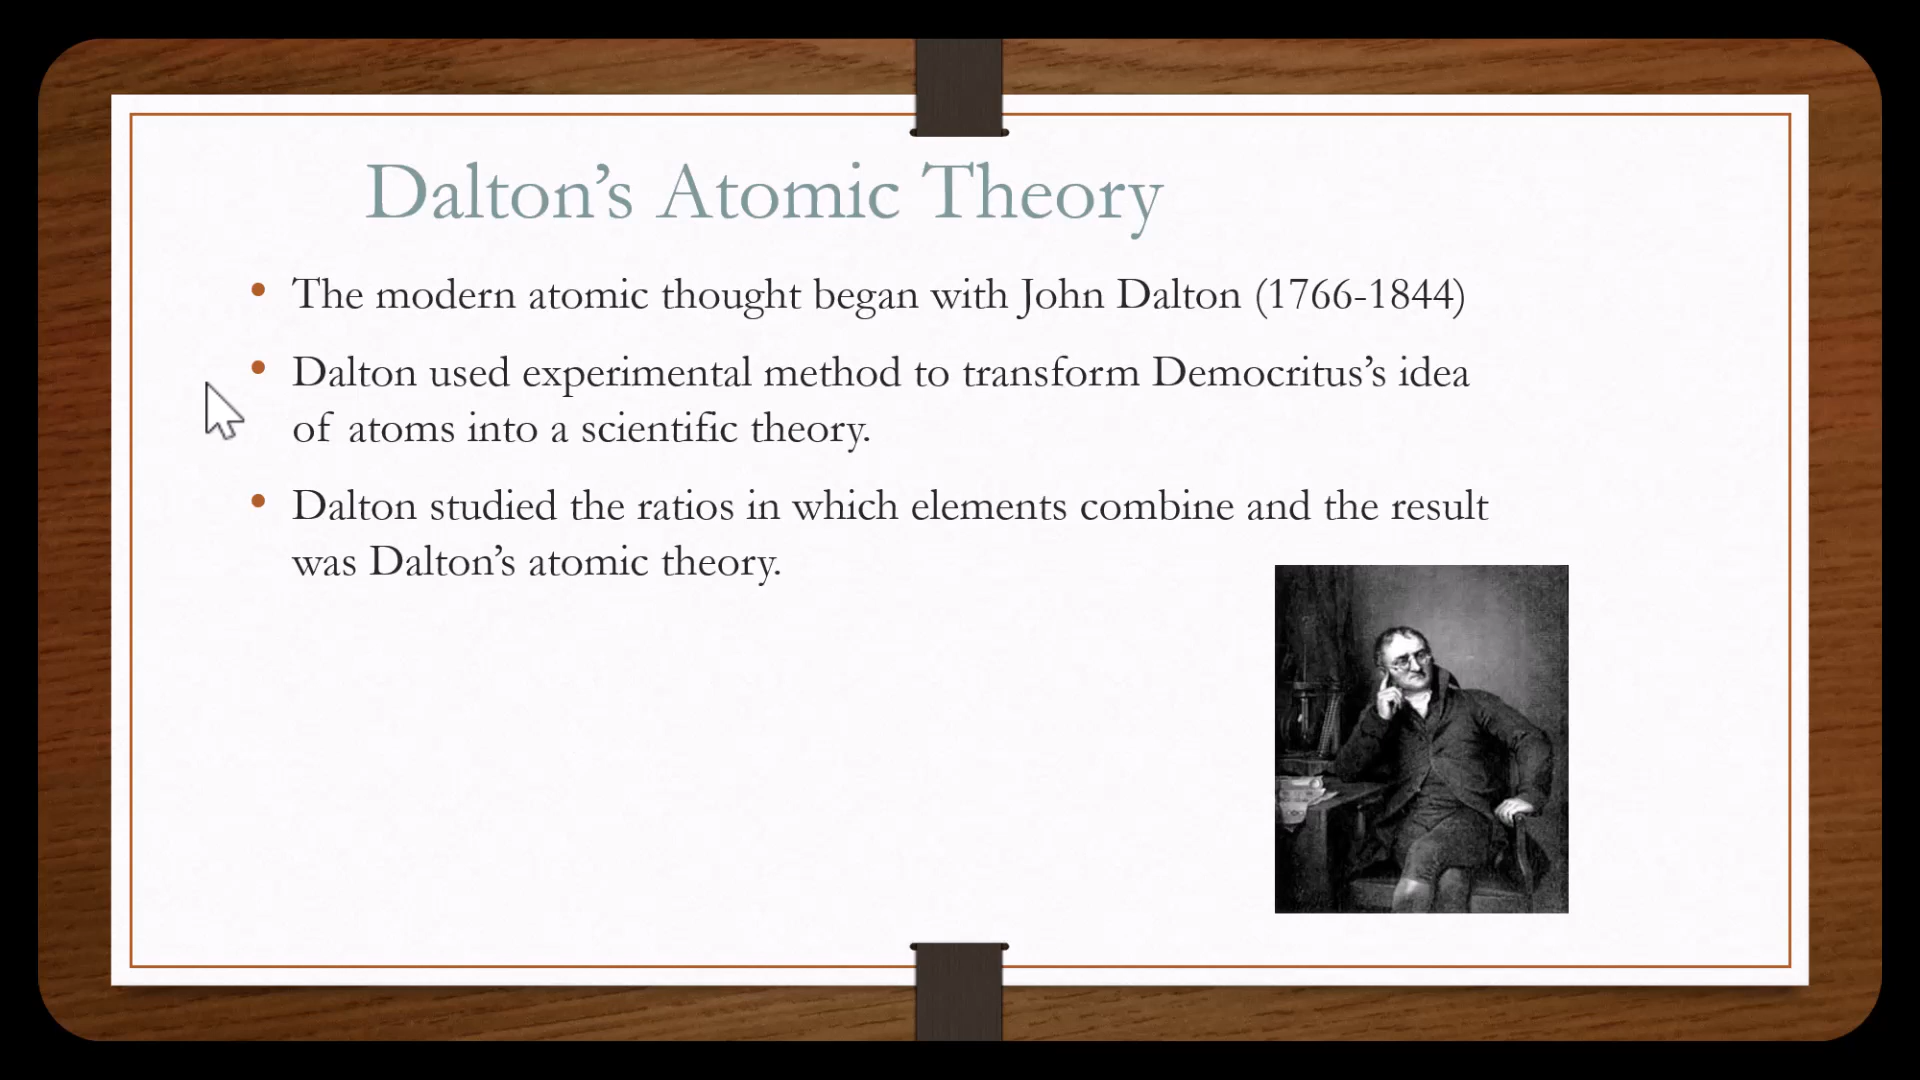 Dalton’s Atomic Theory
• The modern atomic thought began with John Dalton (1766-1844)
• Dalton used experimental method to transform Democritus’s idea
of atoms into a scientific theory.
• Dalton studied the ratios in which elements combine and the result
was Dalton’s atomic theory.